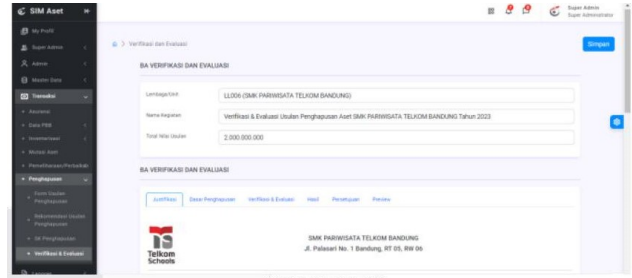 SIM Aset
Super Admin
Super Administrator
My Profil
Super Admin
Admin
Master Data
Transaksi
Asuransi
Data PBB
Inventarisasi
Mutasi Aset
Pemeliharaan/Perbaikan
Penghapusan
Form Usulan
Penghapusan
Rekomendasi Usulan
Penghapusan
SK Penghapusan
Verifikasi & Evaluasi
Laporan
Verifikasi dan Evaluasi
Simpan
BA VERIFIKASI DAN EVALUASI
Lembaga/Unit
LL006 (SMK PARIWISATA TELKOM BANDUNG)
Nama Kegiatan
Verifikasi & Evaluasi Usulan Penghapusan Aset SMK PARIWISATA TELKOM BANDUNG Tahun 2023
Total Nilai Usulan
2.000.000.000
BA VERIFIKASI DAN EVALUASI
Justifikasi Dasar Penghapusan Verifikasi & Evaluasi Hasil Persetujuan Preview
Telkom
Schools
SMK PARIWISATA TELKOM BANDUNG
Jl. Palasari No. 1 Bandung, RT 05, RW 06